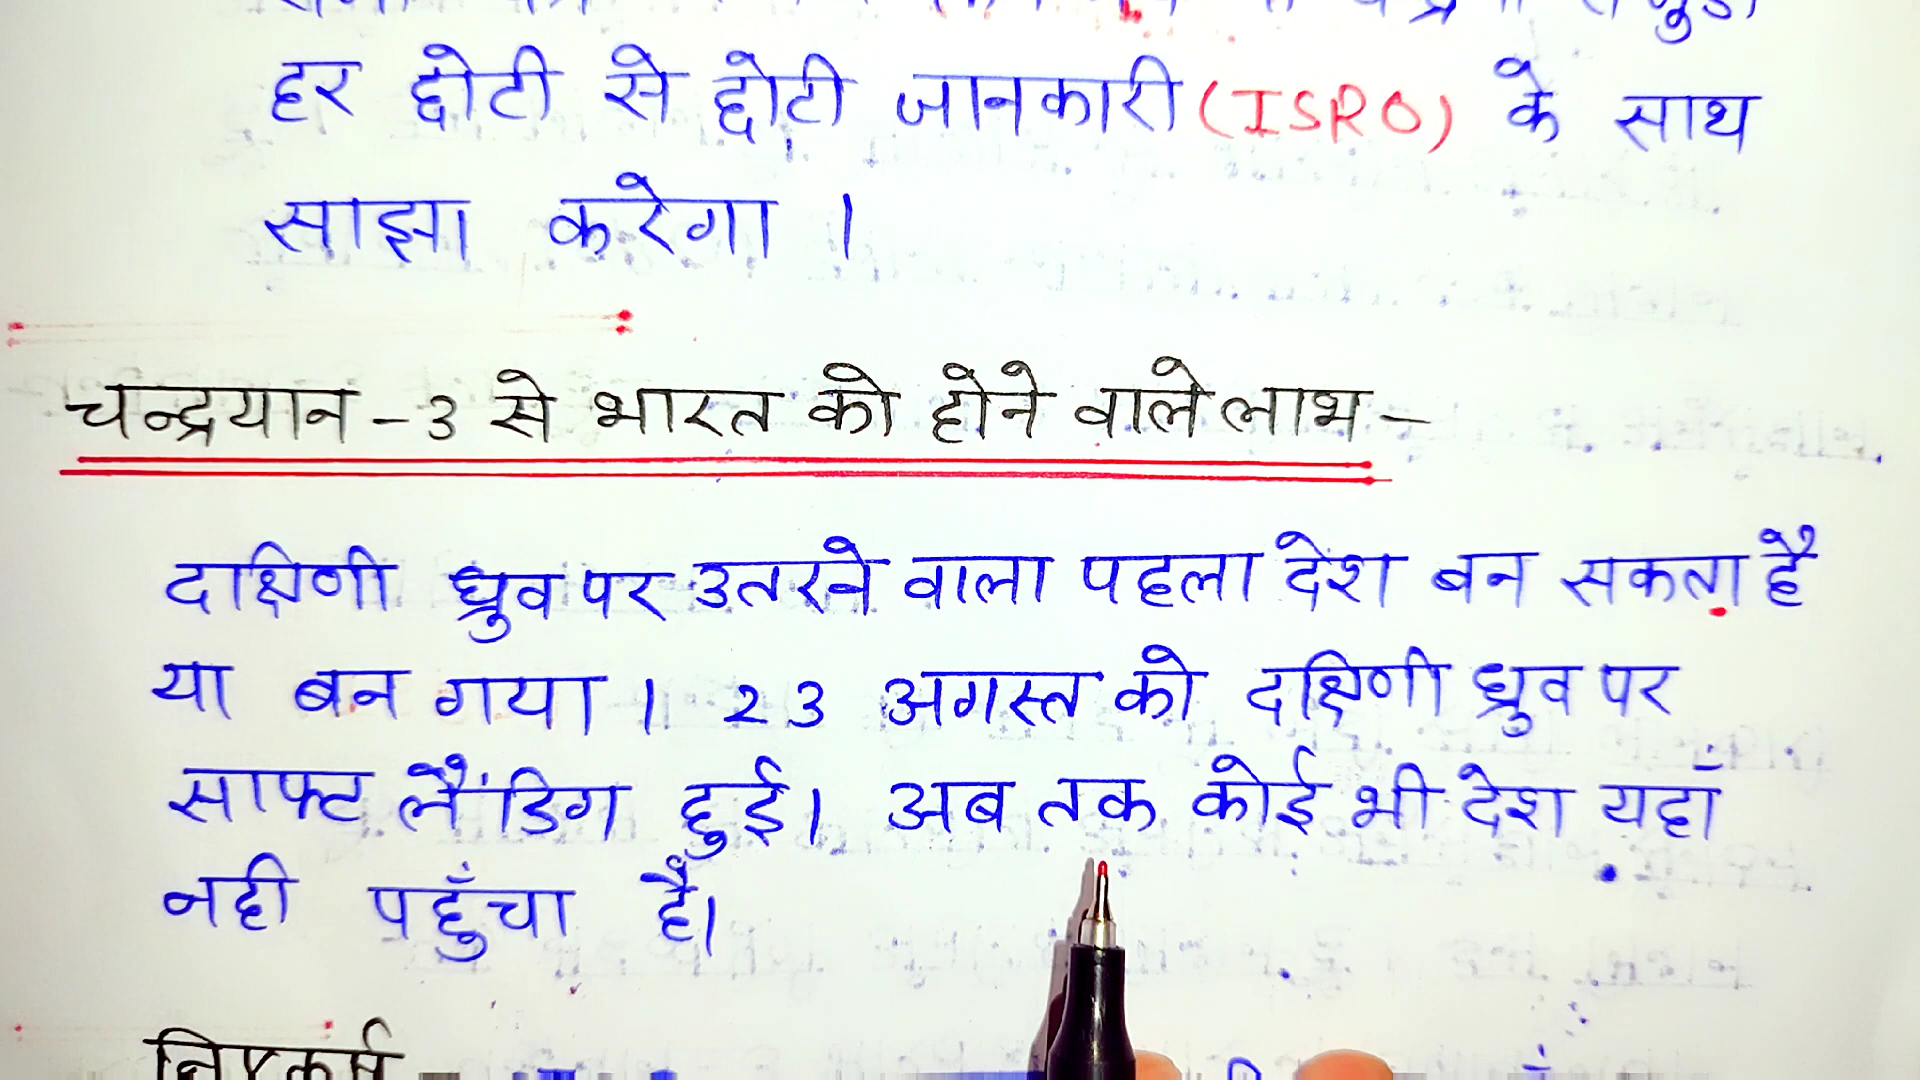 हर छोटी से छोटी जानकारी (ISRO) के साथ
साझा करेगा ।
चन्द्रयान - 3 से भारत को होने वाले लाभ -
दक्षिणी ध्रुव पर उतरने वाला पहला देश बन सकता है
या बन गया । 23 अगस्त को दक्षिणी ध्रुव पर
साफ्ट लैंडिग हुई। अब तक कोई भी देश यहाँ
नही पहुँचा है।
निष्कर्ष